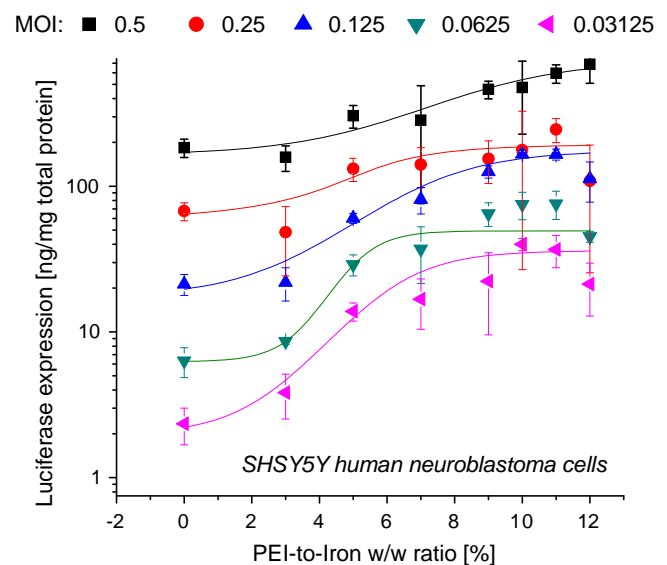 MOI: 0.5 0.25 0.125 0.0625 0.03125
Luciferase expression [ng/mg total protein]
100
10
1
SHSY5Y human neuroblastoma cells
-2 0 2 4 6 8 10 12
PEI-to-Iron w/w ratio [%]